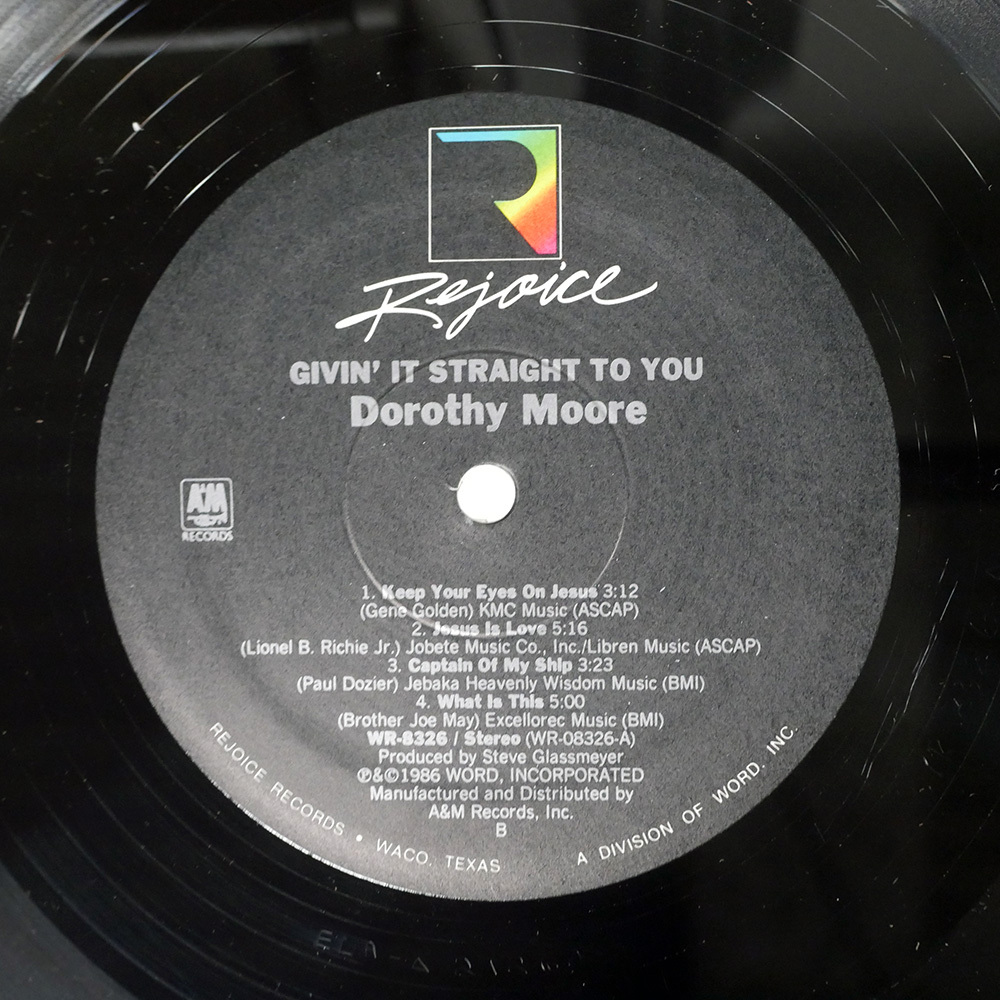 R
Rejoice
GIVIN' IT STRAIGHT TO YOU
Dorothy Moore
A&M
RECORDS
1. Keep Your Eyes On Jesus 3:12
(Gene Golden) KMC Music (ASCAP)
2. Jesus Is Love 5:16
(Lionel B. Richie Jr.) Jobete Music Co., Inc./Libren Music (ASCAP)
3. Captain Of My Ship 3:23
(Paul Dozier) Jebaka Heavenly Wisdom Music (BMI)
4. What Is This 5:00
(Brother Joe May) Excellorec Music (BMI)
WR-8326 / Stereo (WR-08326-A)
Produced by Steve Glassmeyer
℗&©1986 WORD, INCORPORATED
Manufactured and Distributed by
A&M Records, Inc.
B
REJOICE RECORDS • WACO, TEXAS
A DIVISION OF WORD, INC.